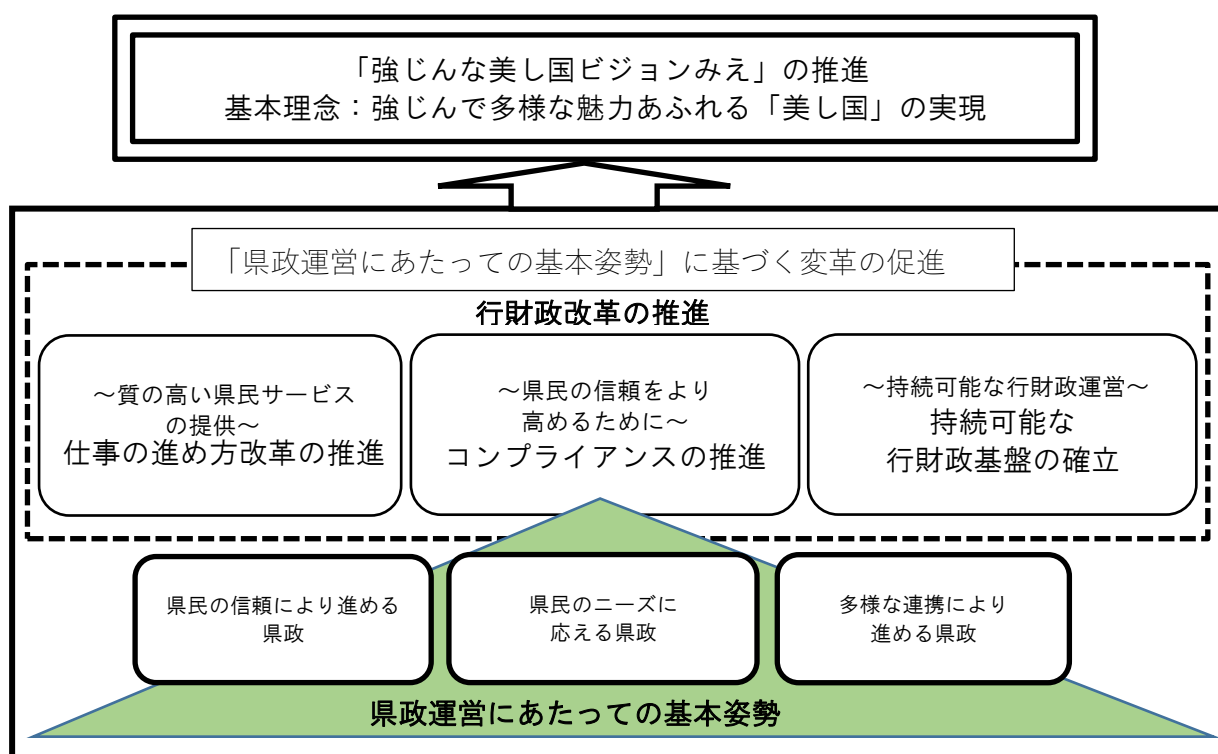 「強じんな美し国ビジョンみえ」の推進
基本理念：強じんで多様な魅力あふれる「美し国」の実現
「県政運営にあたっての基本姿勢」に基づく変革の促進
行財政改革の推進
～質の高い県民サービス
の提供～
仕事の進め方改革の推進
～県民の信頼をより
高めるために～
コンプライアンスの推進
～持続可能な行財政運営～
持続可能な
行財政基盤の確立
県民の信頼により進める
県政
県民のニーズに
応える県政
多様な連携により
進める県政
県政運営にあたっての基本姿勢